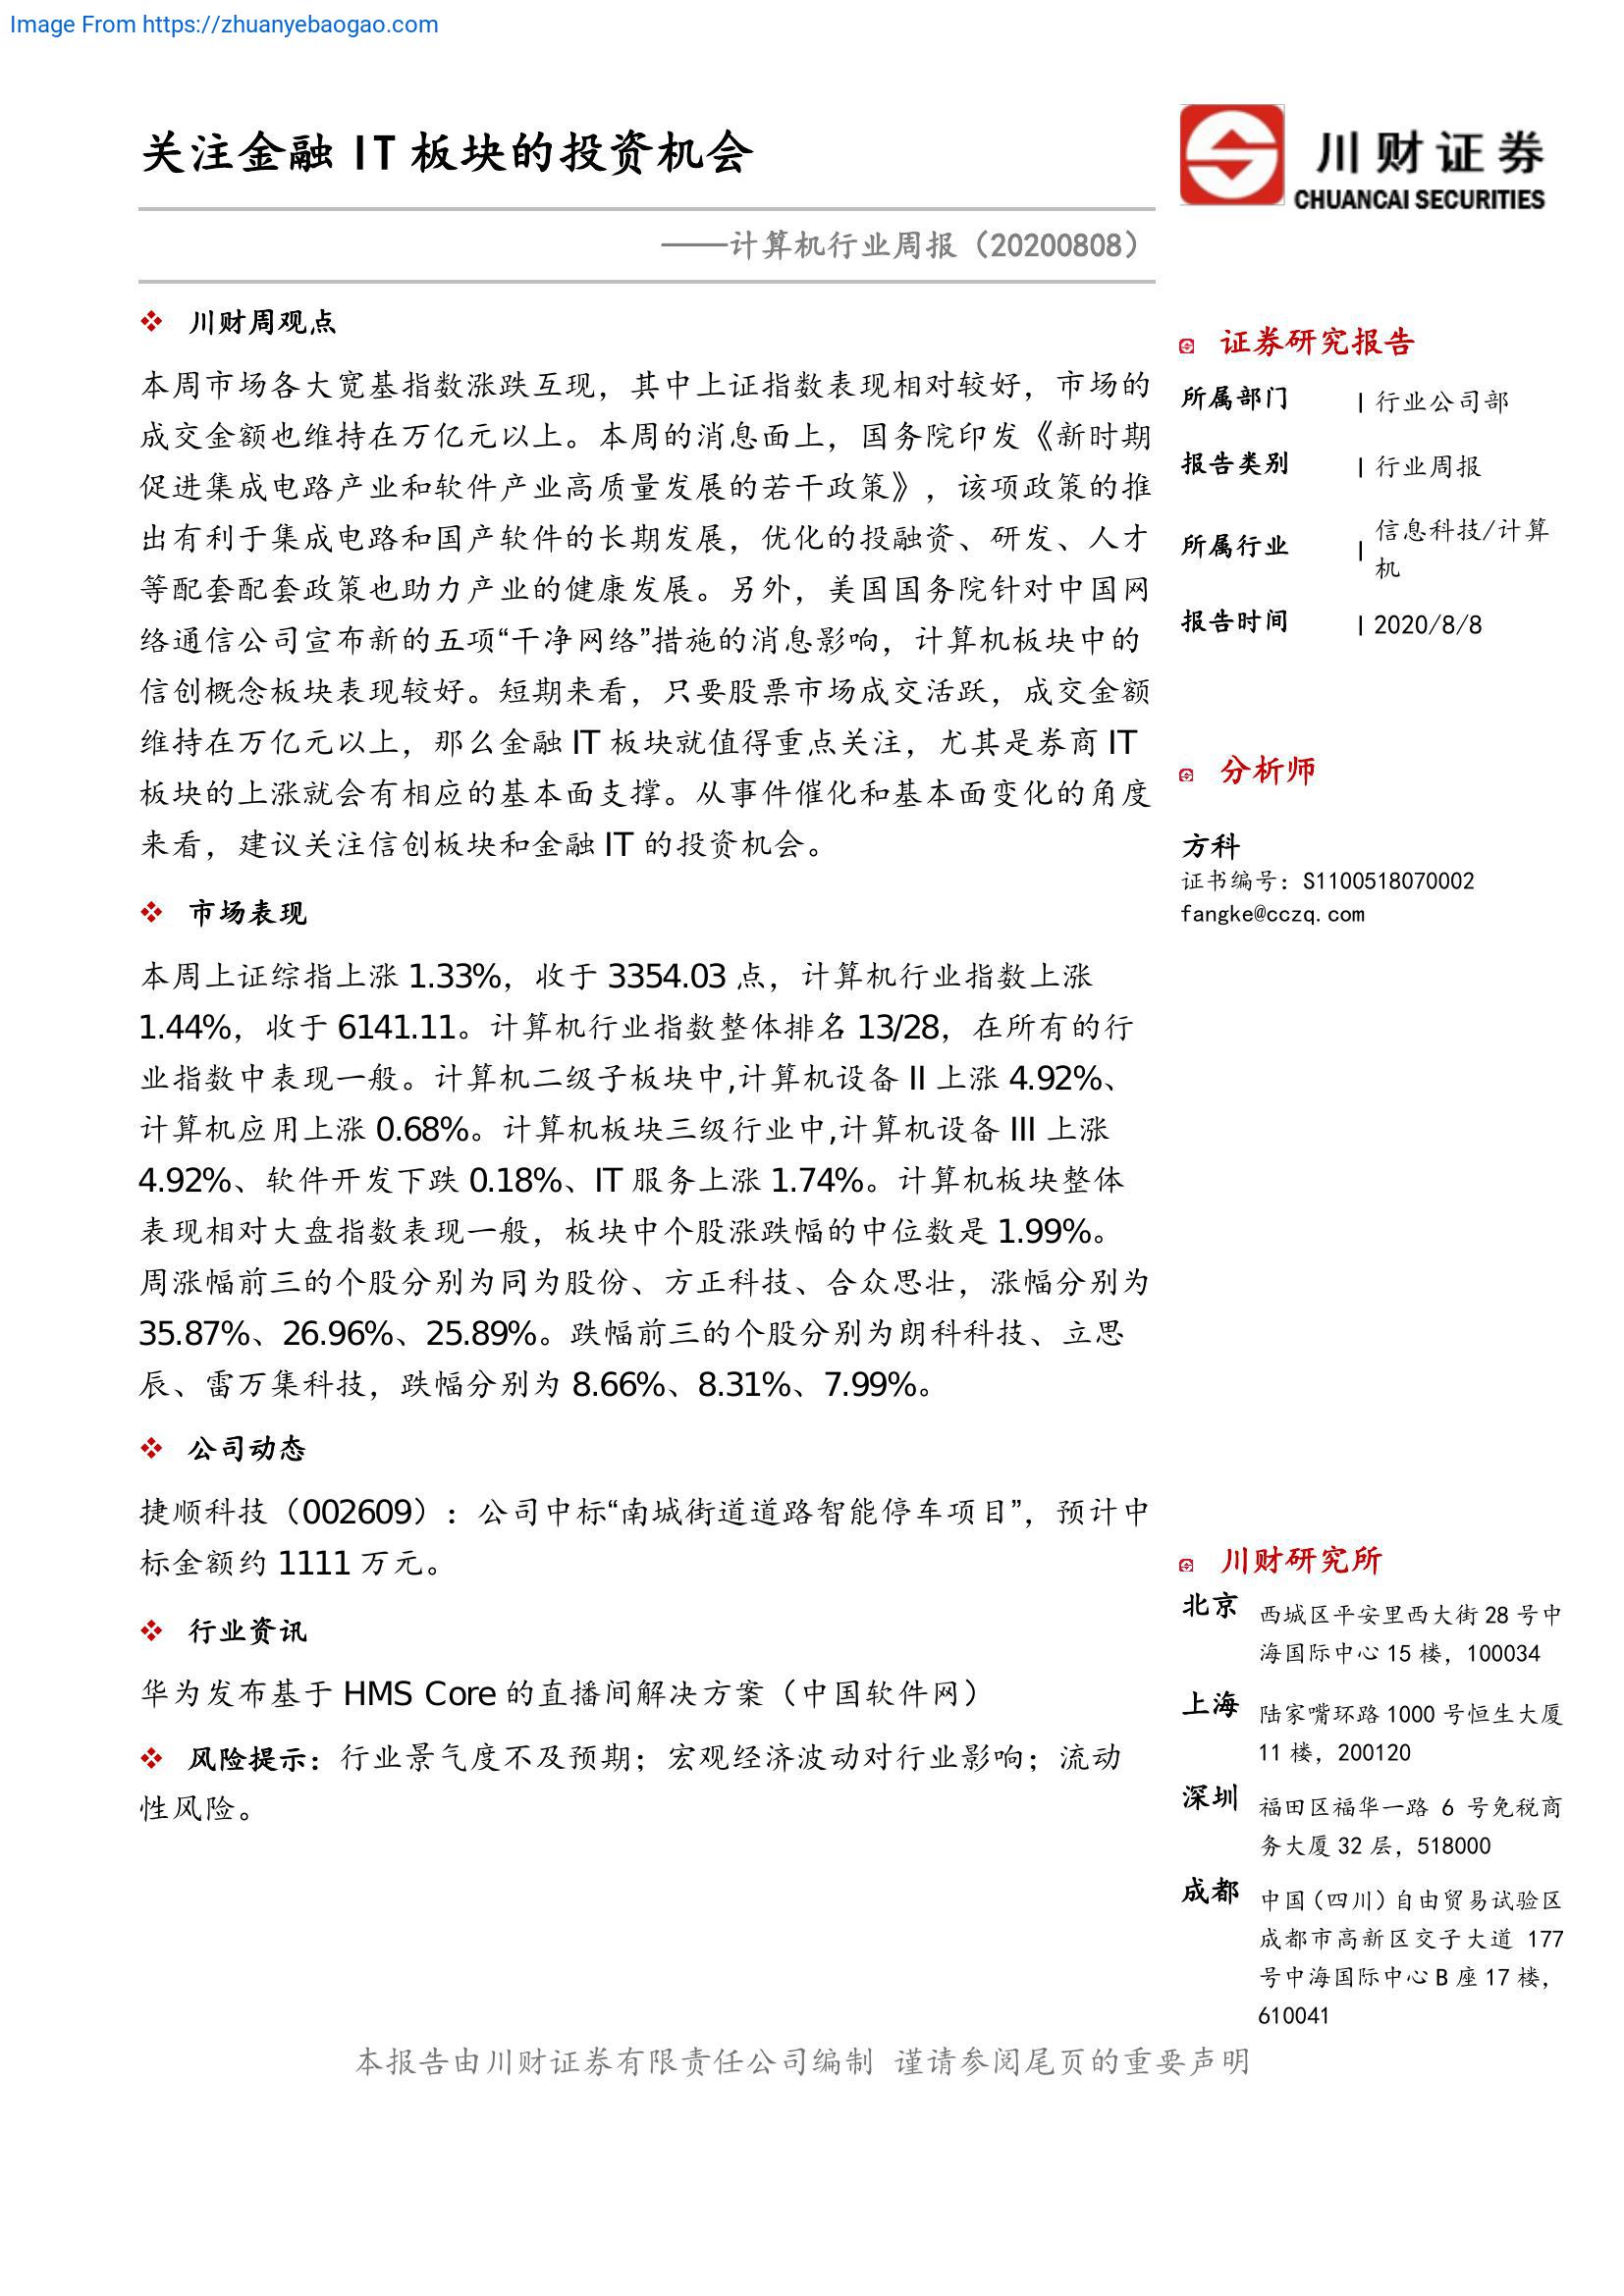 Image From https://zhuanyebaogao.com
关注金融 IT 板块的投资机会
川财证券
CHUANCAI SECURITIES
——计算机行业周报（20200808）
❖ 川财周观点
本周市场各大宽基指数涨跌互现，其中上证指数表现相对较好，市场的
成交金额也维持在万亿元以上。本周的消息面上，国务院印发《新时期
促进集成电路产业和软件产业高质量发展的若干政策》，该项政策的推
出有利于集成电路和国产软件的长期发展，优化的投融资、研发、人才
等配套配套政策也助力产业的健康发展。另外，美国国务院针对中国网
络通信公司宣布新的五项“干净网络”措施的消息影响，计算机板块中的
信创概念板块表现较好。短期来看，只要股票市场成交活跃，成交金额
维持在万亿元以上，那么金融 IT 板块就值得重点关注，尤其是券商 IT
板块的上涨就会有相应的基本面支撑。从事件催化和基本面变化的角度
来看，建议关注信创板块和金融 IT 的投资机会。
❖ 市场表现
本周上证综指上涨 1.33%，收于 3354.03 点，计算机行业指数上涨
1.44%，收于 6141.11。计算机行业指数整体排名 13/28，在所有的行
业指数中表现一般。计算机二级子板块中,计算机设备 II 上涨 4.92%、
计算机应用上涨 0.68%。计算机板块三级行业中,计算机设备 III 上涨
4.92%、软件开发下跌 0.18%、IT 服务上涨 1.74%。计算机板块整体
表现相对大盘指数表现一般，板块中个股涨跌幅的中位数是 1.99%。
周涨幅前三的个股分别为同为股份、方正科技、合众思壮，涨幅分别为
35.87%、26.96%、25.89%。跌幅前三的个股分别为朗科科技、立思
辰、雷万集科技，跌幅分别为 8.66%、8.31%、7.99%。
❖ 公司动态
捷顺科技（002609）：公司中标“南城街道道路智能停车项目”，预计中
标金额约 1111 万元。
❖ 行业资讯
华为发布基于 HMS Core 的直播间解决方案（中国软件网）
❖ 风险提示：行业景气度不及预期；宏观经济波动对行业影响；流动
性风险。
证券研究报告
所属部门 | 行业公司部
报告类别 | 行业周报
所属行业 | 信息科技/计算
机
报告时间 | 2020/8/8
分析师
方科
证书编号：S1100518070002
fangke@cczq.com
川财研究所
北京 西城区平安里西大街 28 号中
海国际中心 15 楼，100034
上海 陆家嘴环路 1000 号恒生大厦
11 楼，200120
深圳 福田区福华一路 6 号免税商
务大厦 32 层，518000
成都 中国（四川）自由贸易试验区
成都市高新区交子大道 177
号中海国际中心 B 座 17 楼，
610041
本报告由川财证券有限责任公司编制 谨请参阅尾页的重要声明